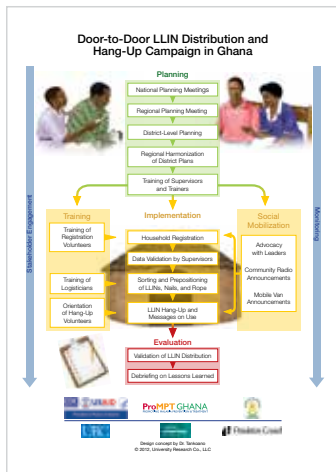 Door-to-Door LLIN Distribution and
Hang-Up Campaign in Ghana
Planning
National Planning Meetings
Regional Planning Meeting
District-Level Planning
Regional Harmonization
of District Plans
Training of Supervisors
and Trainers
Stakeholder Engagement
Monitoring
Training
Training of
Registration
Volunteers
Training of
Logisticians
Orientation
of Hang-Up
Volunteers
Implementation
Household Registration
Data Validation by Supervisors
Sorting and Prepositioning
of LLINs, Nails, and Rope
LLIN Hang-Up and
Messages on Use
Social
Mobilization
Advocacy
with Leaders
Community Radio
Announcements
Mobile Van
Announcements
Evaluation
Validation of LLIN Distribution
Debriefing on Lessons Learned
USAID
ProMPT GHANA
URC
© 2012, University Research Co., LLC